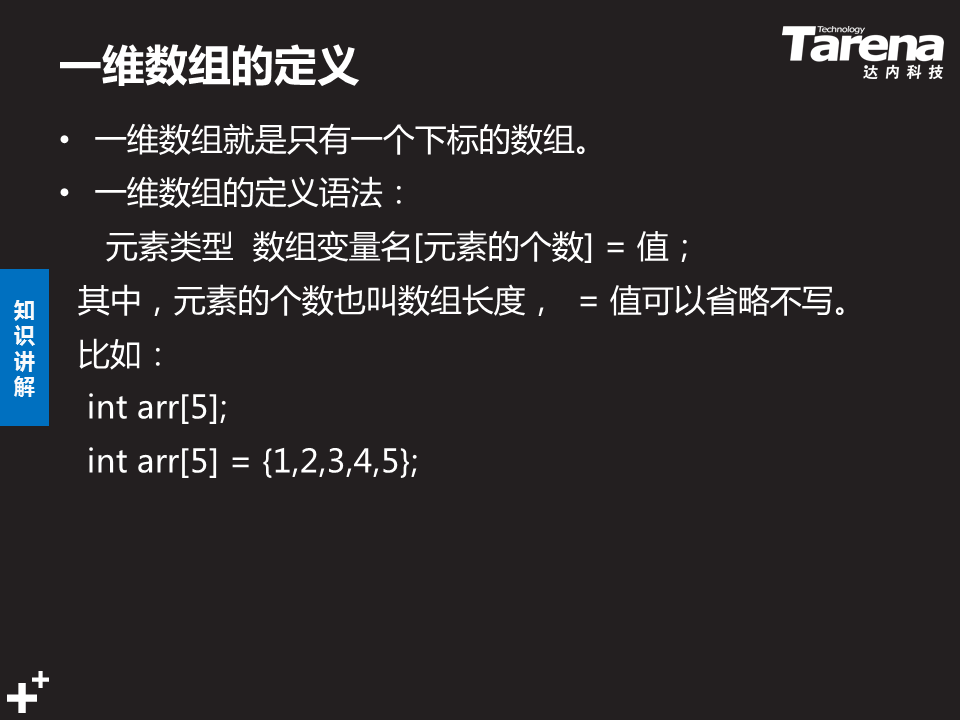 一维数组的定义
Technology
Tarena
达内科技
• 一维数组就是只有一个下标的数组。
• 一维数组的定义语法：
元素类型 数组变量名[元素的个数] = 值；
其中，元素的个数也叫数组长度， = 值可以省略不写。
比如：
int arr[5];
int arr[5] = {1,2,3,4,5};
知
识
讲
解